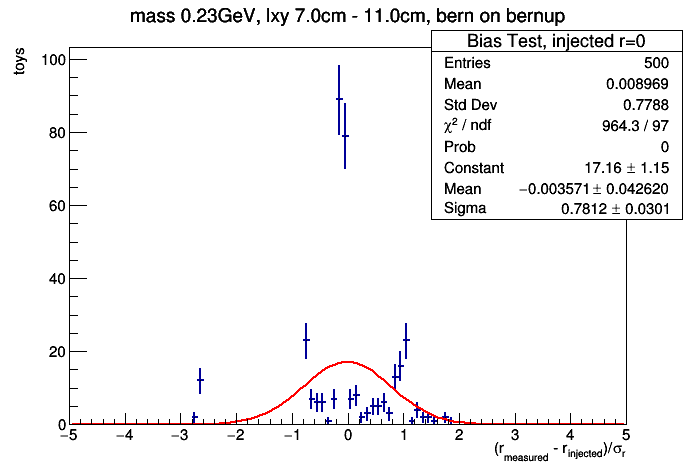 mass 0.23GeV, lxy 7.0cm - 11.0cm, bern on bernup
toys
Bias Test, injected r=0
Entries 500
Mean 0.008969
Std Dev 0.7788
χ² / ndf 964.3 / 97
Prob 0
Constant 17.16 ± 1.15
Mean −0.003571 ± 0.042620
Sigma 0.7812 ± 0.0301
100
80
60
40
20
0
−5 −4 −3 −2 −1 0 1 2 3 4 5
(r_measured - r_injected)/σ_r